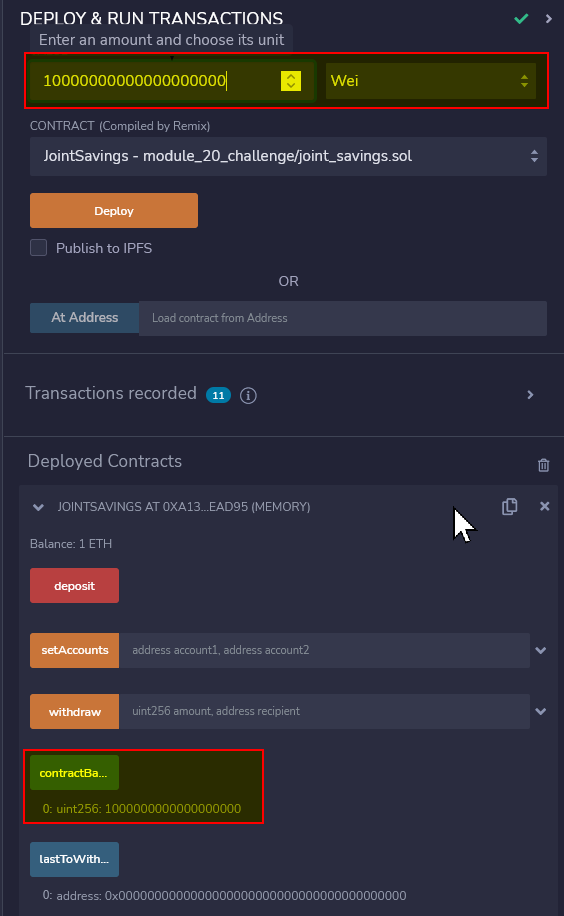 DEPLOY & RUN TRANSACTIONS
Enter an amount and choose its unit
10000000000000000000 Wei
CONTRACT (Compiled by Remix)
JointSavings - module_20_challenge/joint_savings.sol
Deploy
Publish to IPFS
OR
At Address Load contract from Address
Transactions recorded 11 i
Deployed Contracts
JOINTSAVINGS AT 0XA13...EAD95 (MEMORY)
Balance: 1 ETH
deposit
setAccounts address account1, address account2
withdraw uint256 amount, address recipient
contractBa...
0: uint256: 1000000000000000000
lastToWith...
0: address: 0x0000000000000000000000000000000000000000